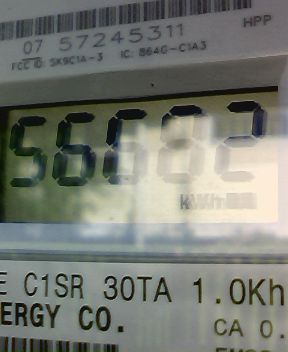 HPP
07 57245311
FCC ID: SK9C1A-3 IC: 864G-C1A3
56682
kWh
E C1SR 30TA 1.0Kh
ERGY CO.
CA 0.